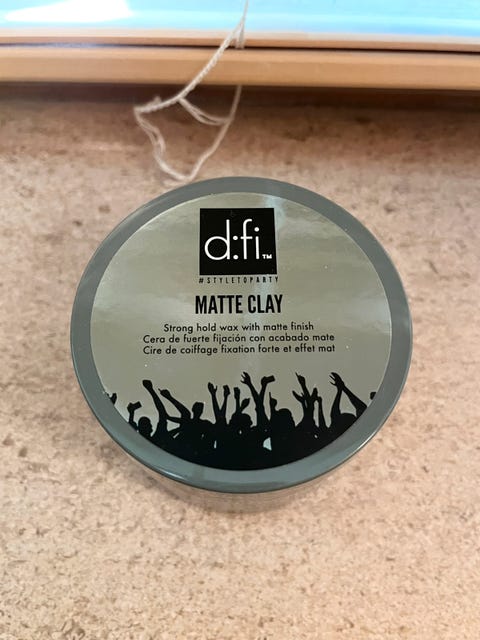 d:fi™
#STYLETOPARTY
MATTE CLAY
Strong hold wax with matte finish
Cera de fuerte fijación con acabado mate
Cire de coiffage fixation forte et effet mat